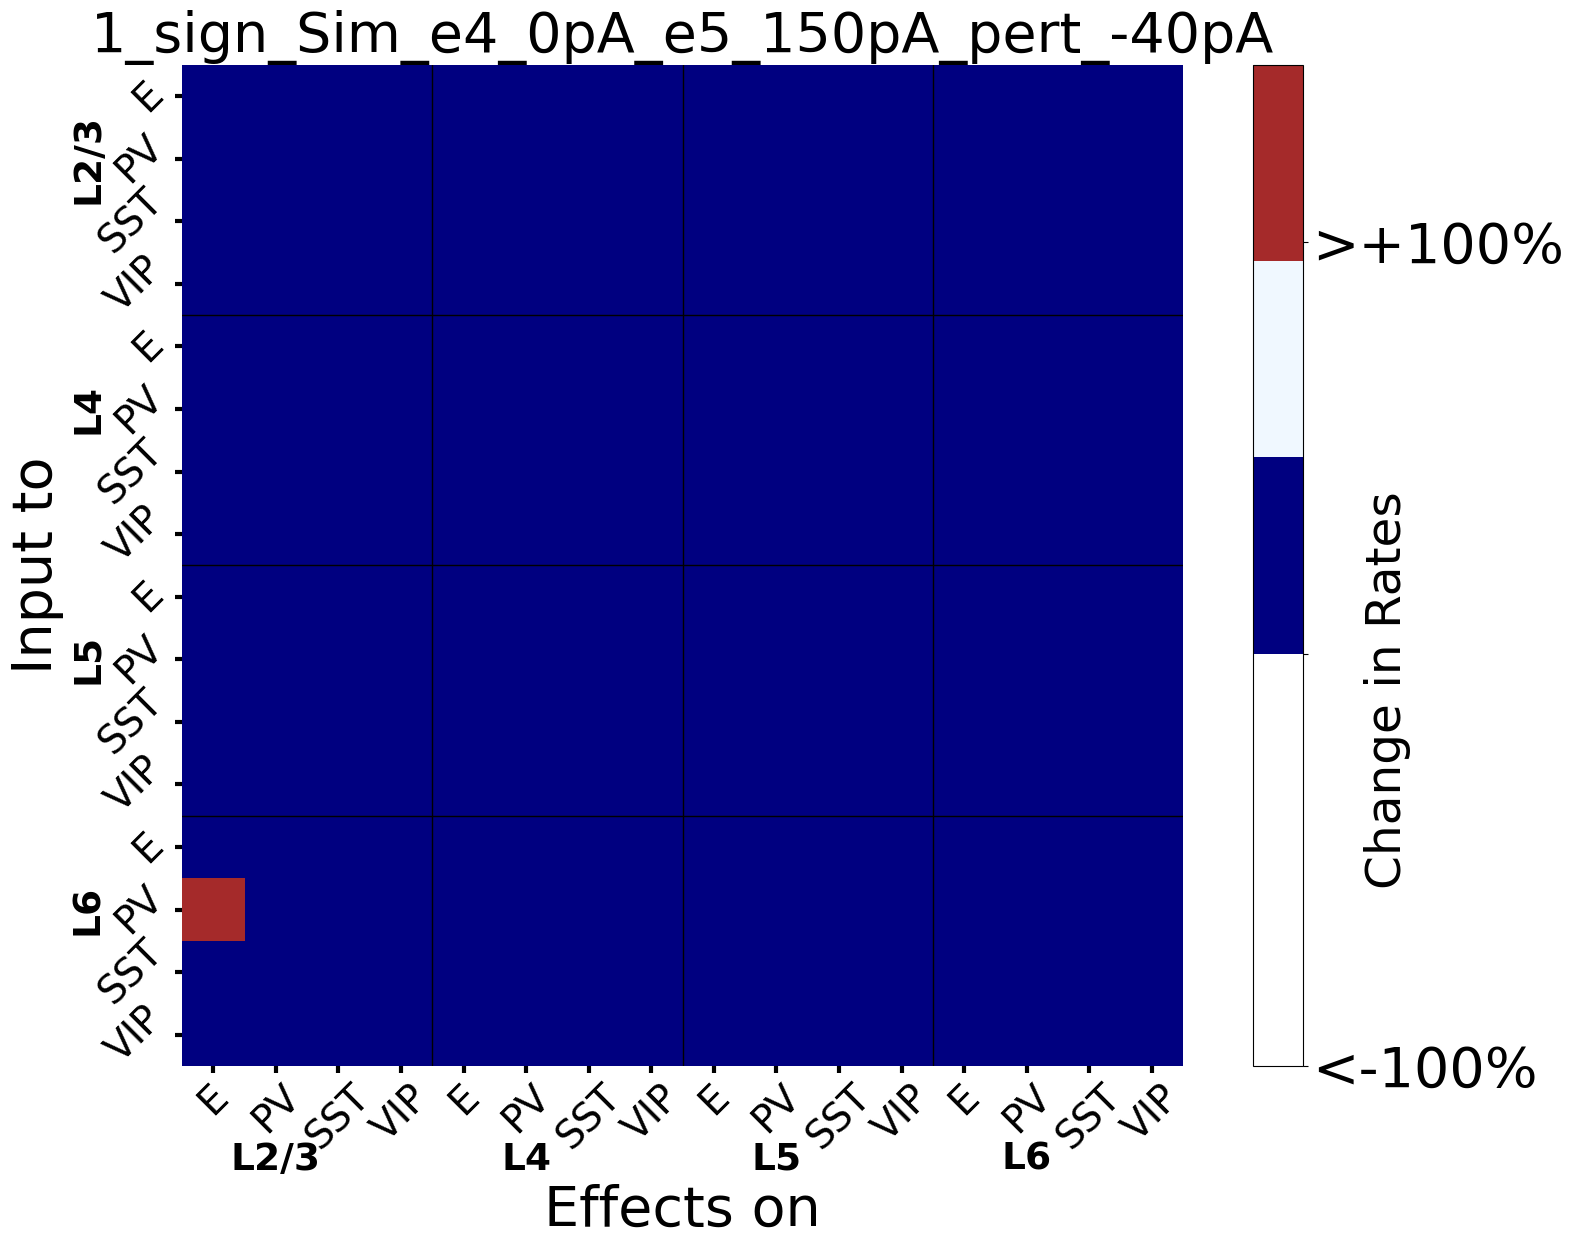 1_sign_Sim_e4_0pA_e5_150pA_pert_-40pA
Input to
L2/3
E
PV
SST
VIP
L4
E
PV
SST
VIP
L5
E
PV
SST
VIP
L6
E
PV
SST
VIP
E
PV
SST
VIP
E
PV
SST
VIP
E
PV
SST
VIP
E
PV
SST
VIP
L2/3
L4
L5
L6
Effects on
>+100%
<-100%
Change in Rates